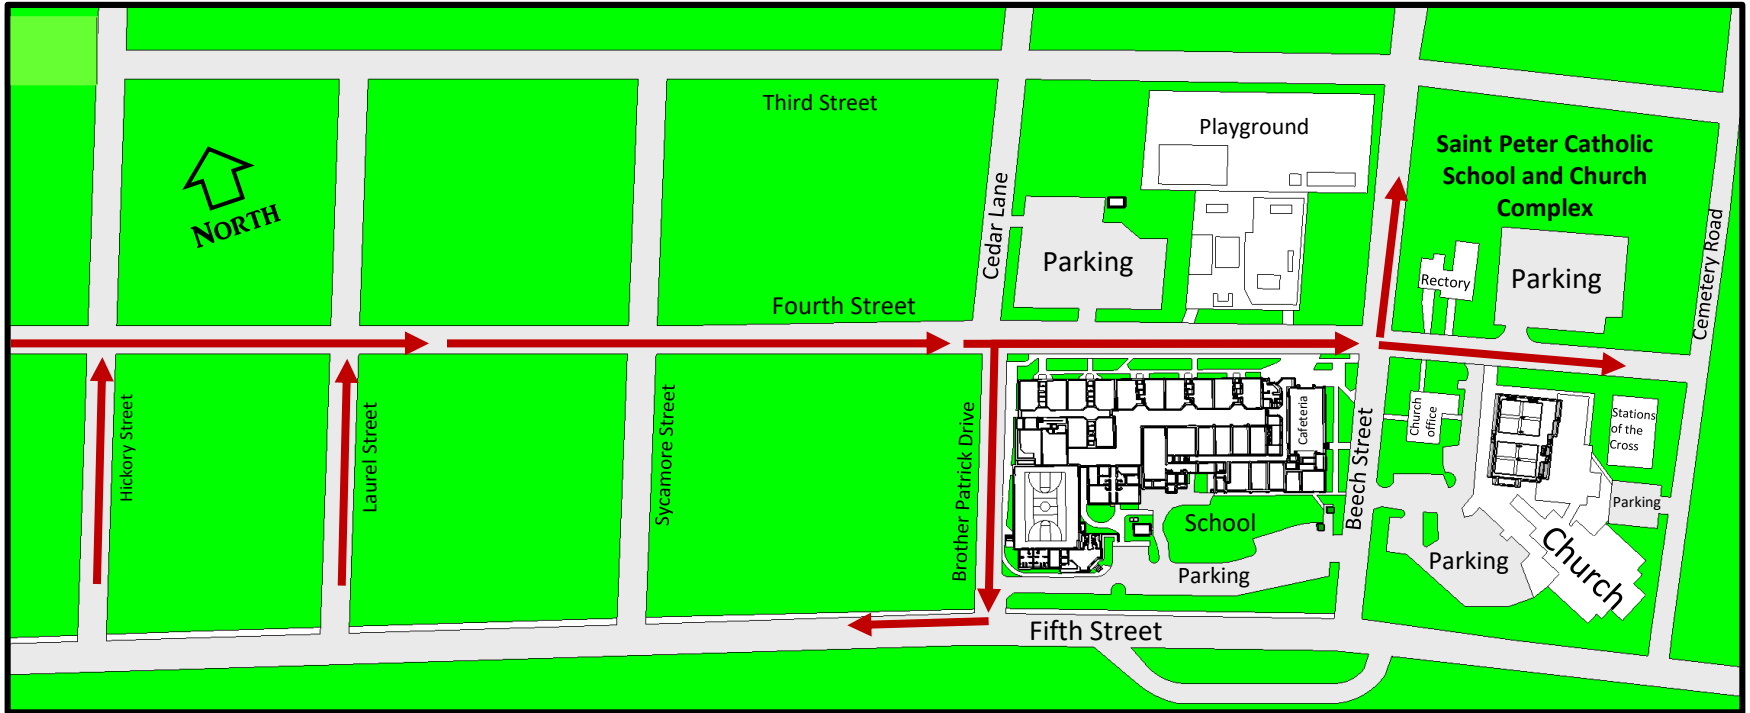 Third Street
Playground
Saint Peter Catholic
School and Church
Complex
NORTH
Cedar Lane
Parking
Rectory
Parking
Cemetery Road
Fourth Street
Hickory Street
Laurel Street
Sycamore Street
Brother Patrick Drive
Cafeteria
Beech Street
Church
office
Stations
of the
Cross
School
Parking
Parking
Parking
Church
Fifth Street